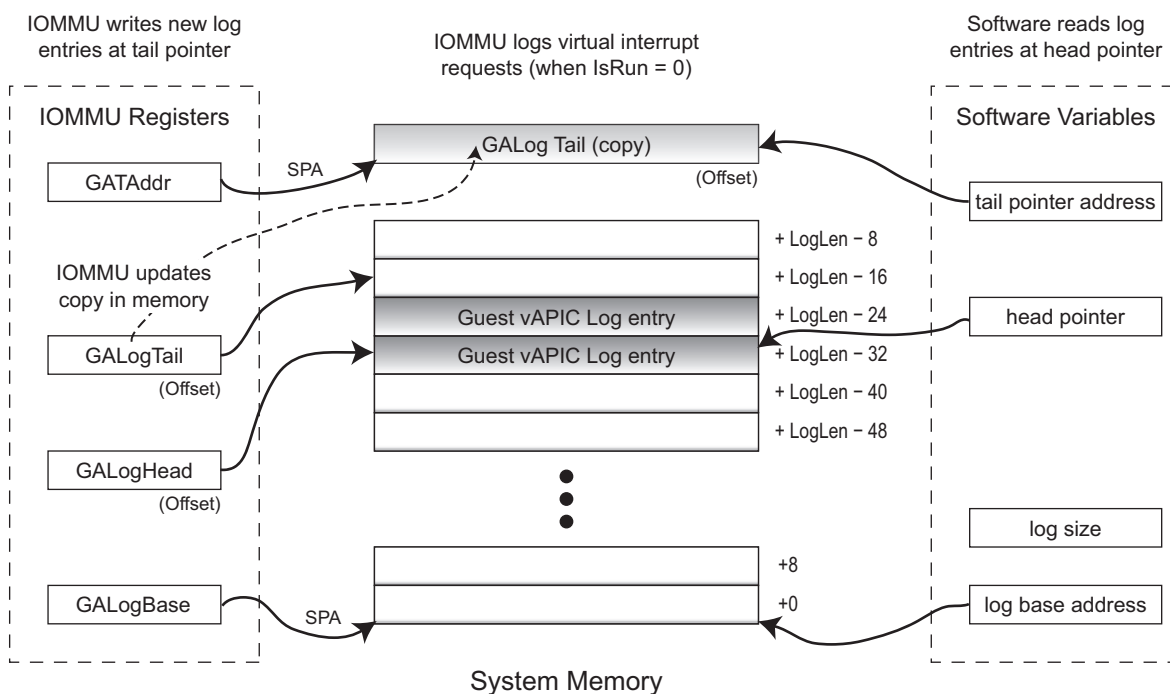 IOMMU writes new log
entries at tail pointer
IOMMU logs virtual interrupt
requests (when IsRun = 0)
Software reads log
entries at head pointer
IOMMU Registers
Software Variables
GALog Tail (copy)
(Offset)
SPA
GATAddr
tail pointer address
+ LogLen − 8
IOMMU updates
copy in memory
+ LogLen − 16
Guest vAPIC Log entry
+ LogLen − 24
head pointer
GALogTail
(Offset)
Guest vAPIC Log entry
+ LogLen − 32
+ LogLen − 40
+ LogLen − 48
GALogHead
(Offset)
log size
+8
GALogBase
SPA
+0
log base address
System Memory